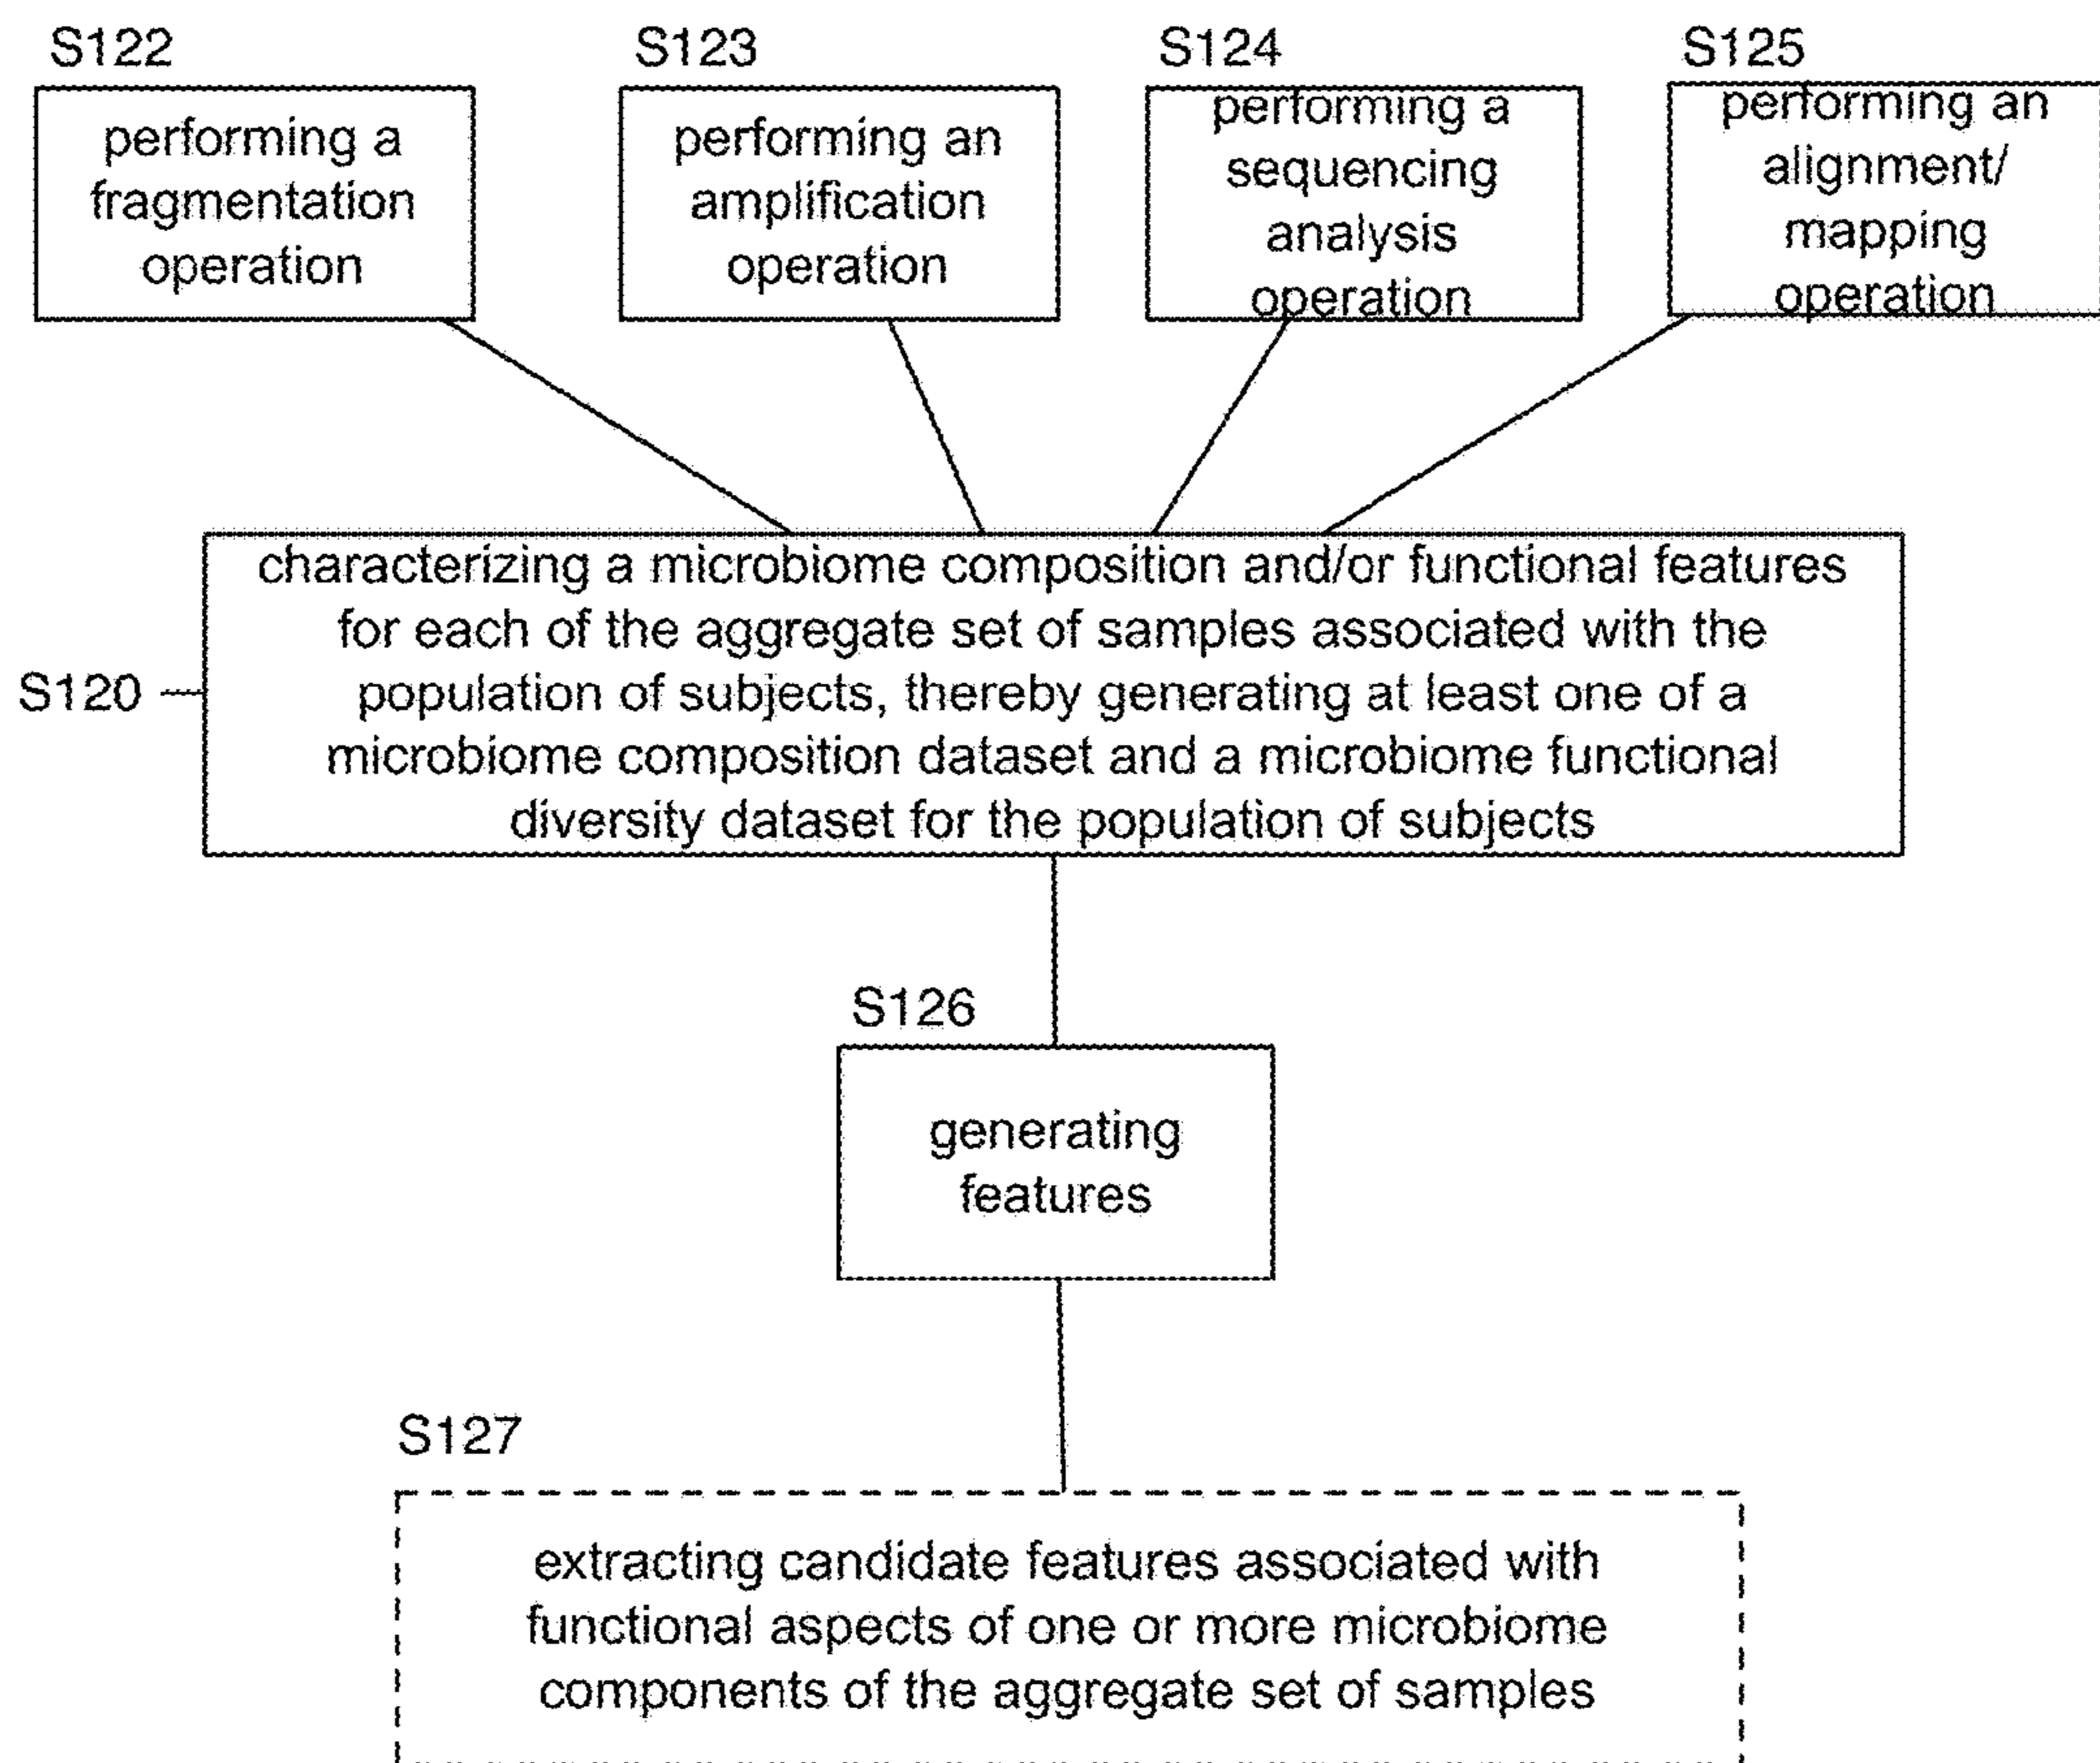 S122
performing a
fragmentation
operation
S123
performing an
amplification
operation
S124
performing a
sequencing
analysis
operation
S125
performing an
alignment/
mapping
operation
S120
characterizing a microbiome composition and/or functional features
for each of the aggregate set of samples associated with the
population of subjects, thereby generating at least one of a
microbiome composition dataset and a microbiome functional
diversity dataset for the population of subjects
S126
generating
features
S127
extracting candidate features associated with
functional aspects of one or more microbiome
components of the aggregate set of samples